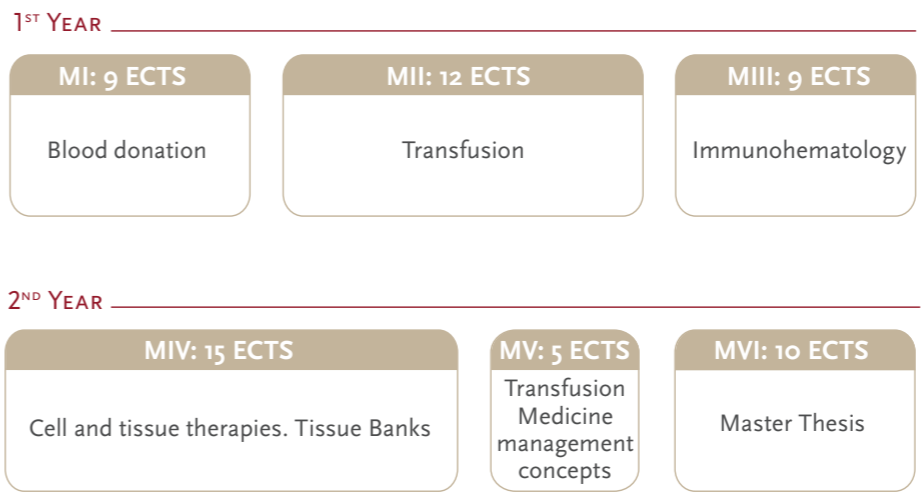 1ST YEAR
MI: 9 ECTS
Blood donation
MII: 12 ECTS
Transfusion
MIII: 9 ECTS
Immunohematology
2ND YEAR
MIV: 15 ECTS
Cell and tissue therapies. Tissue Banks
MV: 5 ECTS
Transfusion
Medicine
management
concepts
MVI: 10 ECTS
Master Thesis